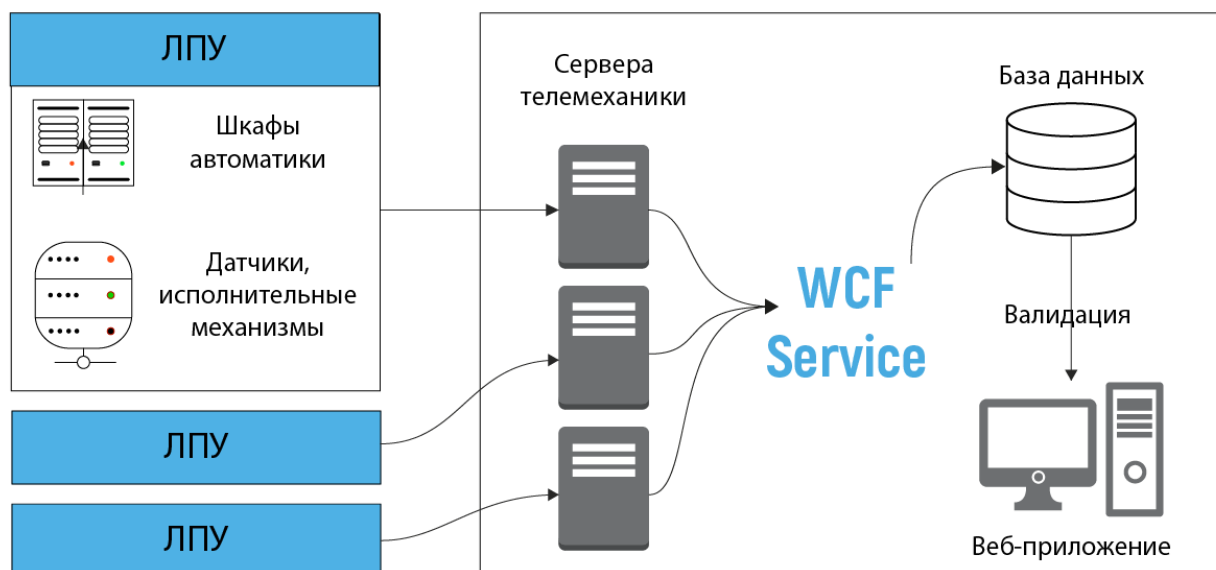 ЛПУ
Шкафы
автоматики
Датчики,
исполнительные
механизмы
ЛПУ
ЛПУ
Сервера
телемеханики
WCF
Service
База данных
Валидация
Веб-приложение